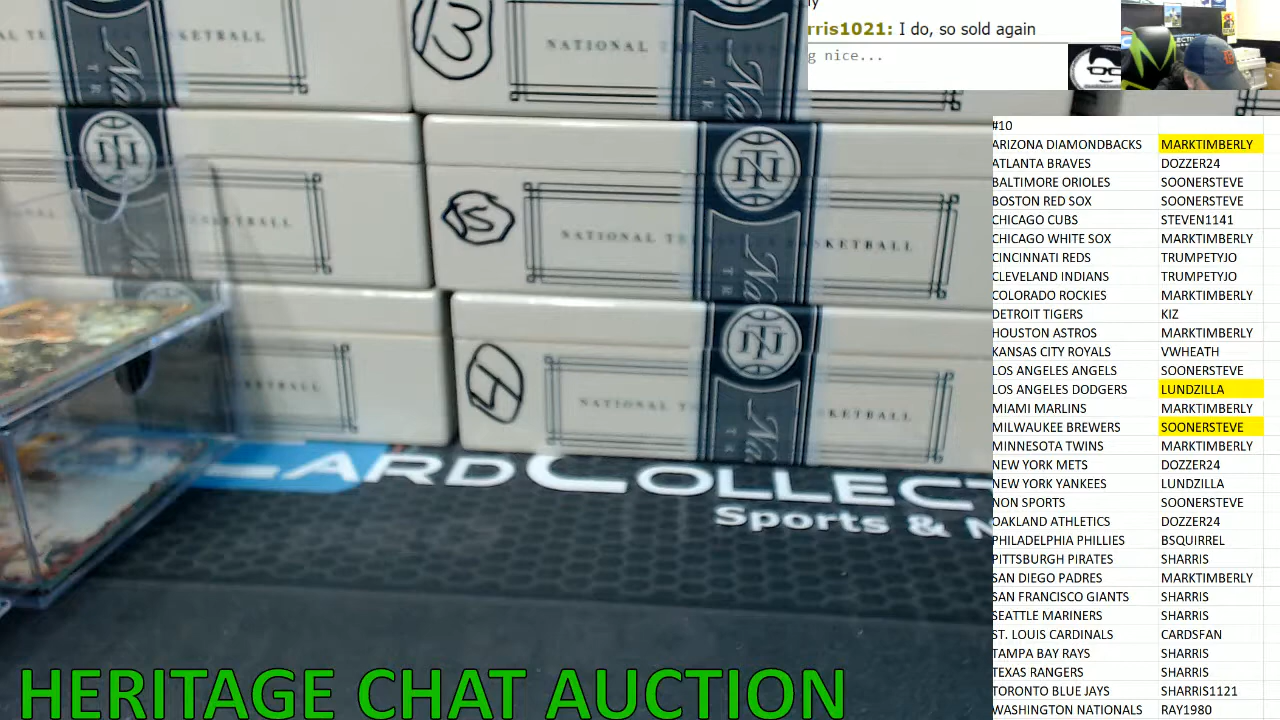 rris1021: I do, so sold again
g nice...
#10
ARIZONA DIAMONDBACKS MARKTIMBERLY
ATLANTA BRAVES DOZZER24
BALTIMORE ORIOLES SOONERSTEVE
BOSTON RED SOX SOONERSTEVE
CHICAGO CUBS STEVEN1141
CHICAGO WHITE SOX MARKTIMBERLY
CINCINNATI REDS TRUMPETYJO
CLEVELAND INDIANS TRUMPETYJO
COLORADO ROCKIES MARKTIMBERLY
DETROIT TIGERS KIZ
HOUSTON ASTROS MARKTIMBERLY
KANSAS CITY ROYALS VWHEATH
LOS ANGELES ANGELS SOONERSTEVE
LOS ANGELES DODGERS LUNDZILLA
MIAMI MARLINS MARKTIMBERLY
MILWAUKEE BREWERS SOONERSTEVE
MINNESOTA TWINS MARKTIMBERLY
NEW YORK METS DOZZER24
NEW YORK YANKEES LUNDZILLA
NON SPORTS SOONERSTEVE
OAKLAND ATHLETICS DOZZER24
PHILADELPHIA PHILLIES BSQUIRREL
PITTSBURGH PIRATES SHARRIS
SAN DIEGO PADRES MARKTIMBERLY
SAN FRANCISCO GIANTS SHARRIS
SEATTLE MARINERS SHARRIS
ST. LOUIS CARDINALS CARDSFAN
TAMPA BAY RAYS SHARRIS
TEXAS RANGERS SHARRIS
TORONTO BLUE JAYS SHARRIS1121
WASHINGTON NATIONALS RAY1980
13
NATIONAL
Na
15
NATIONAL T KETBALL
Na
4
NATIONAL T KETBALL
Na
CARDCOLLECT
Sports & N
HERITAGE CHAT AUCTION